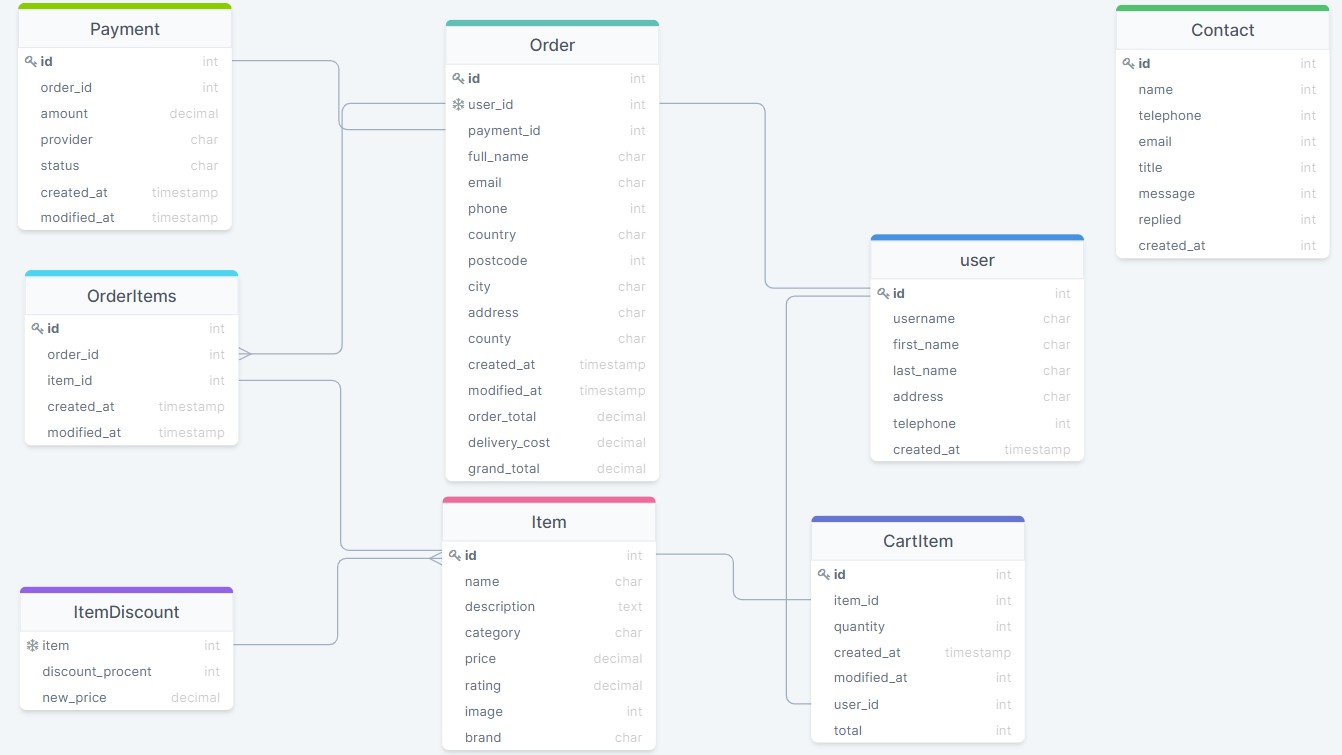 Payment
id int
order_id int
amount decimal
provider char
status char
created_at timestamp
modified_at timestamp
OrderItems
id int
order_id int
item_id int
created_at timestamp
modified_at timestamp
ItemDiscount
item int
discount_procent int
new_price decimal
Order
id int
user_id int
payment_id int
full_name char
email char
phone int
country char
postcode int
city char
address char
county char
created_at timestamp
modified_at timestamp
order_total decimal
delivery_cost decimal
grand_total decimal
Item
id int
name char
description text
category char
price decimal
rating decimal
image int
brand char
user
id int
username char
first_name char
last_name char
address char
telephone int
created_at timestamp
CartItem
id int
item_id int
quantity int
created_at timestamp
modified_at int
user_id int
total int
Contact
id int
name int
telephone int
email int
title int
message int
replied int
created_at int